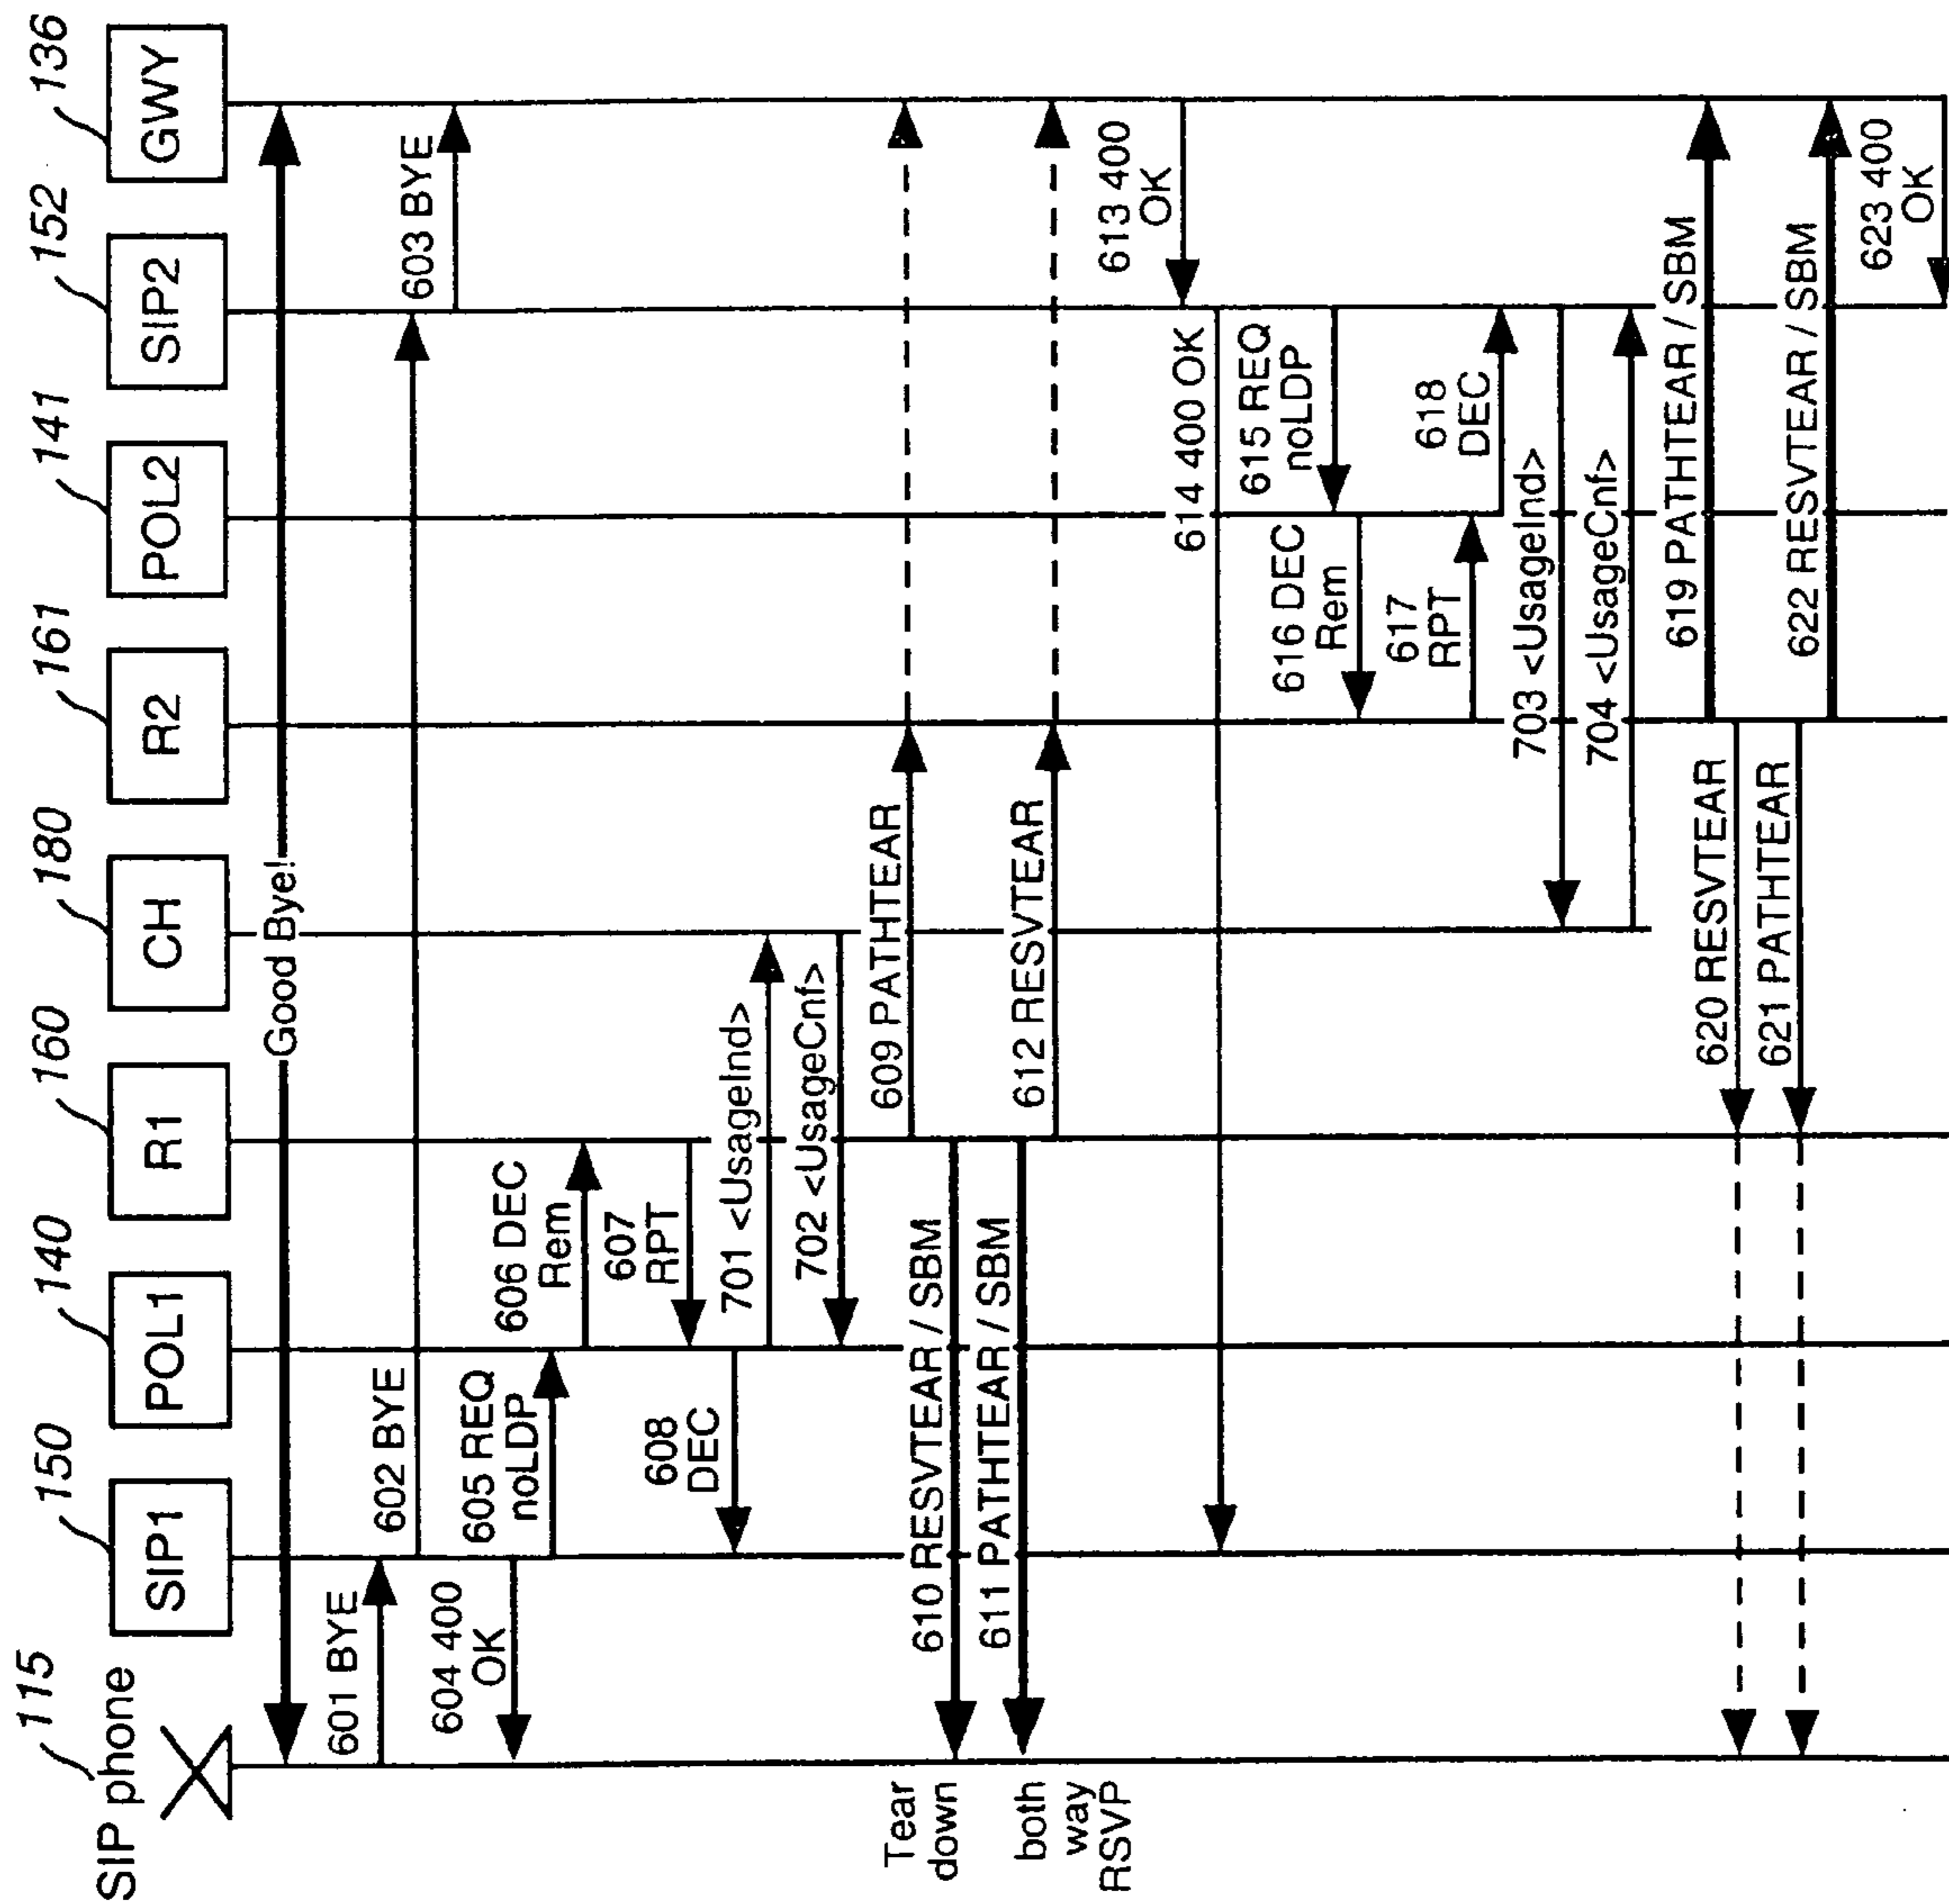 SIP phone
115
SIP1
150
POL1
140
R1
160
CH
180
R2
161
POL2
141
SIP2
152
GWY
136
Good Bye!
601 BYE
602 BYE
603 BYE
604 400
OK
605 REQ
noLDP
606 DEC
Rem
607
RPT
608
DEC
701 <UsageInd>
702 <UsageCnf>
Tear
down
both
way
RSVP
609 PATHTEAR
610 RESVTEAR / SBM
611 PATHTEAR / SBM
612 RESVTEAR
613 400
OK
614 400 OK
615 REQ
noLDP
616 DEC
Rem
617
RPT
618
DEC
703 <UsageInd>
704 <UsageCnf>
619 PATHTEAR / SBM
620 RESVTEAR
621 PATHTEAR
622 RESVTEAR / SBM
623 400
OK